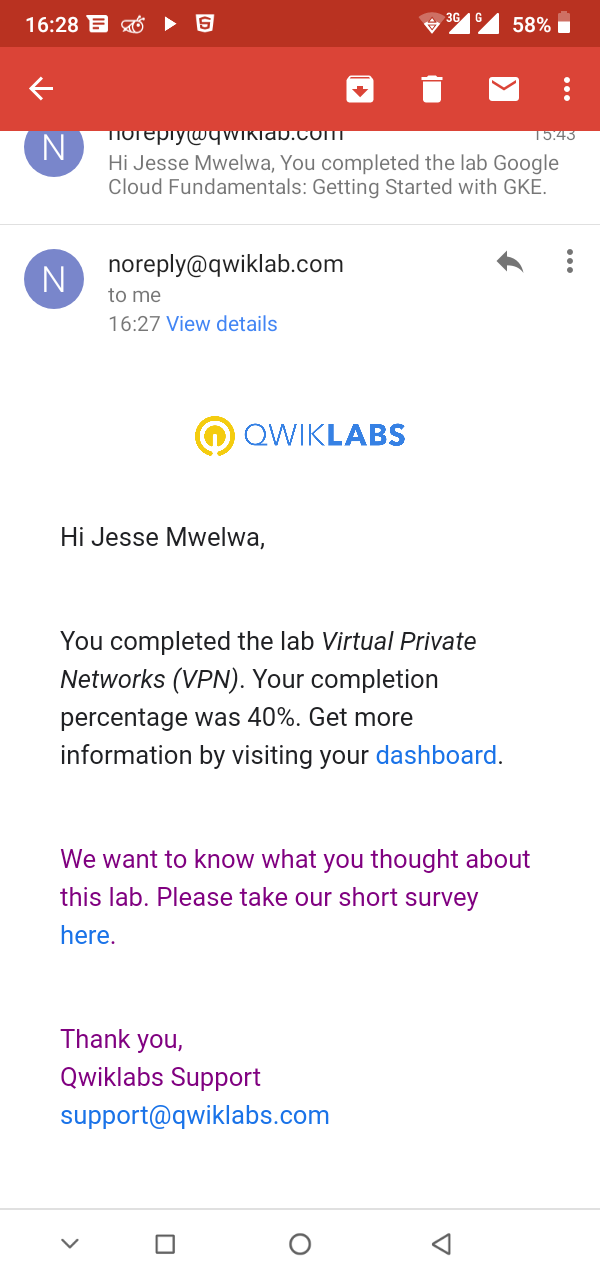 16:28
3G
G
58%
N
noreply@qwiklab.com
15:43
Hi Jesse Mwelwa, You completed the lab Google
Cloud Fundamentals: Getting Started with GKE.
N
noreply@qwiklab.com
to me
16:27 View details
QWIKLABS
Hi Jesse Mwelwa,
You completed the lab Virtual Private
Networks (VPN). Your completion
percentage was 40%. Get more
information by visiting your dashboard.
We want to know what you thought about
this lab. Please take our short survey
here.
Thank you,
Qwiklabs Support
support@qwiklabs.com